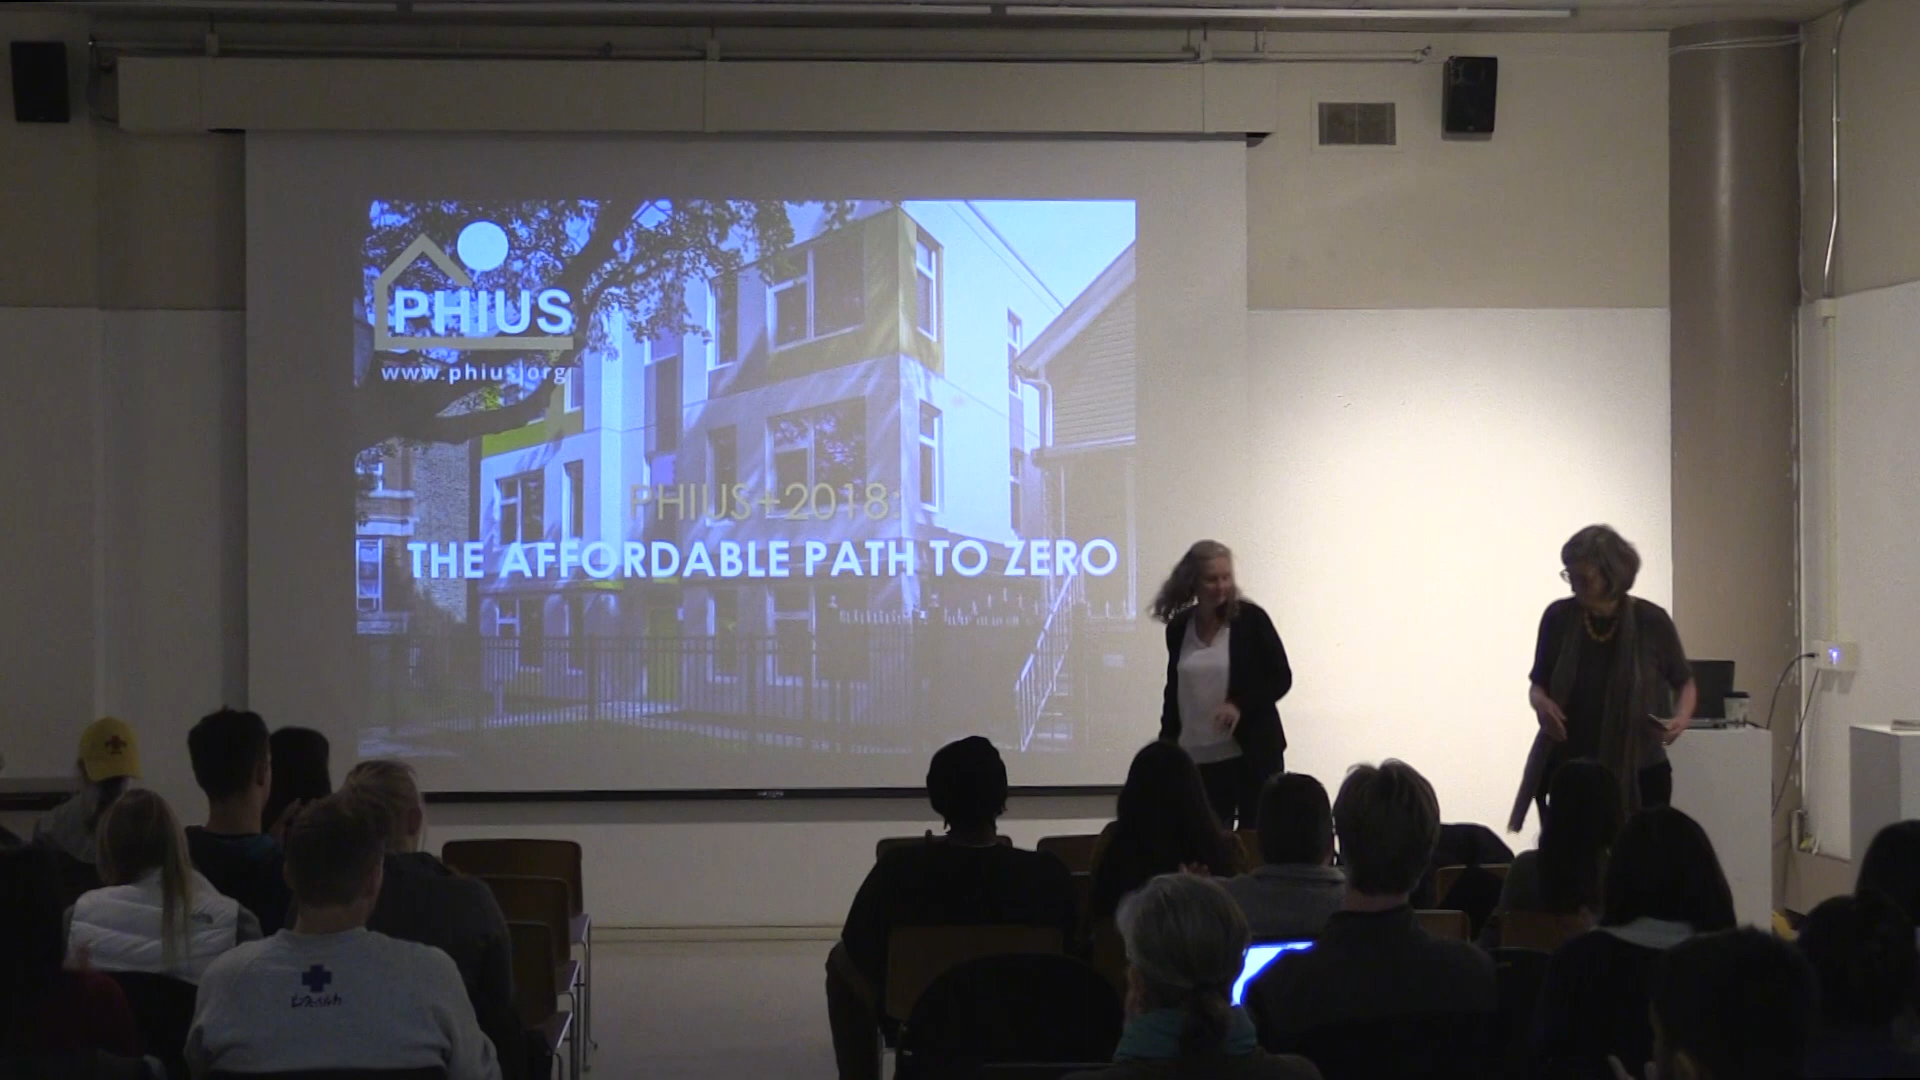 PHIUS
www.phius.org
PHIUS+2018:
THE AFFORDABLE PATH TO ZERO